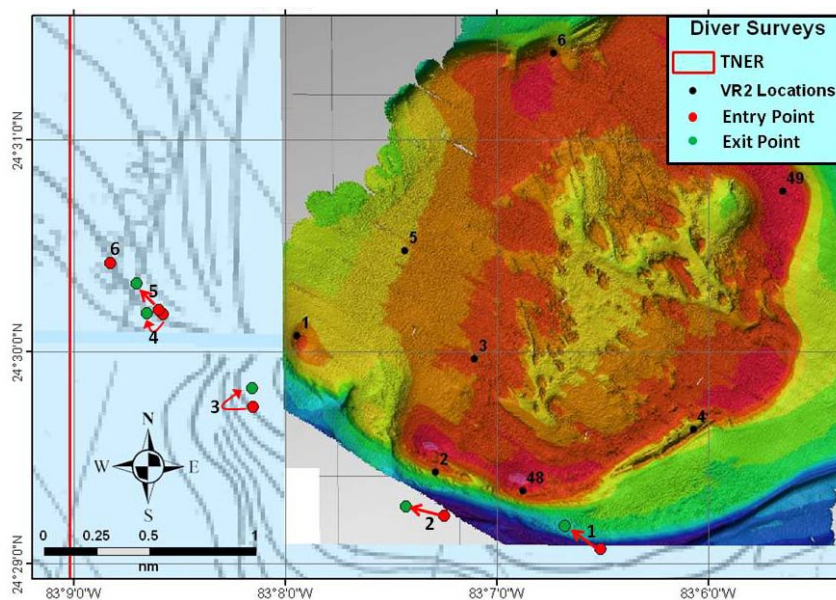 Diver Surveys
TNER
VR2 Locations
Entry Point
Exit Point
6
49
5
1
3
4
2
48
6
5
4
3
2
1
N
W
E
S
0
0.25
0.5
1
nm
24°31'0"N
24°30'0"N
24°29'0"N
83°9'0"W
83°8'0"W
83°7'0"W
83°6'0"W